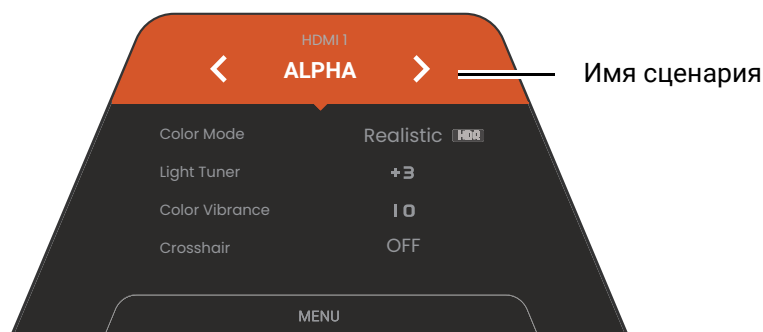 HDMI 1
ALPHA
Имя сценария
Color Mode Realistic HDR
Light Tuner +3
Color Vibrance 10
Crosshair OFF
MENU